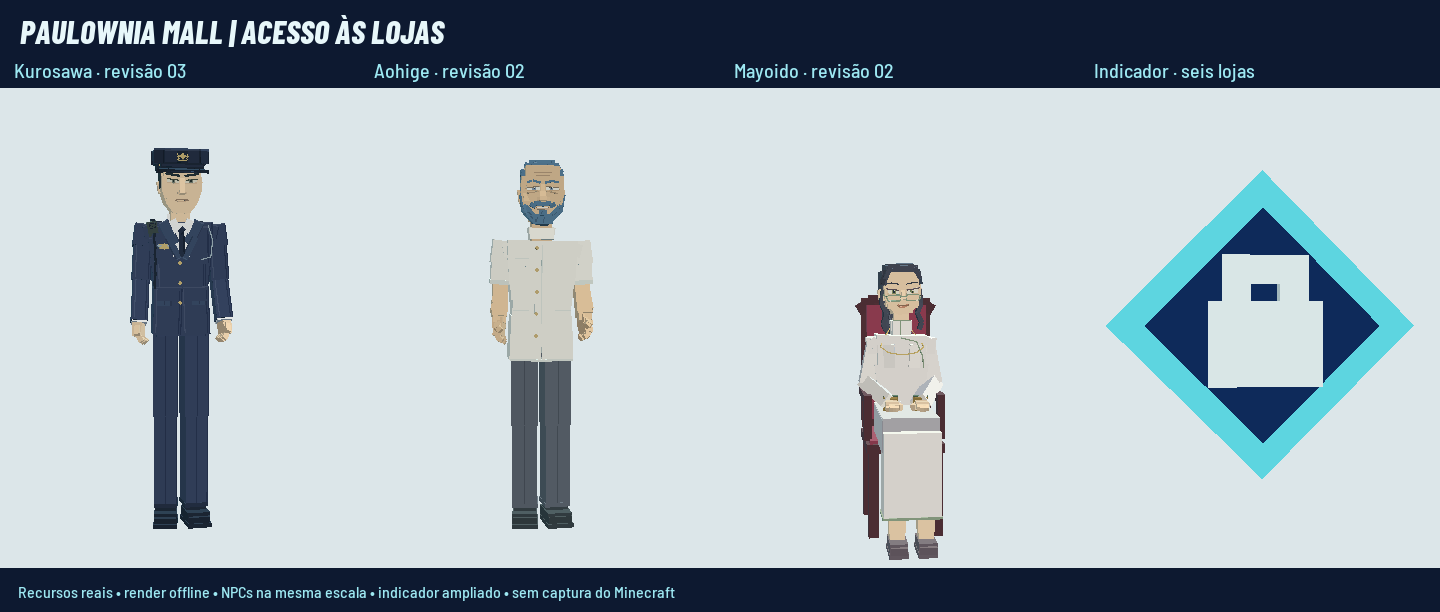 PAULOWNIA MALL | ACESSO ÀS LOJAS
Kurosawa · revisão 03
Aohige · revisão 02
Mayoido · revisão 02
Indicador · seis lojas
Recursos reais • render offline • NPCs na mesma escala • indicador ampliado • sem captura do Minecraft